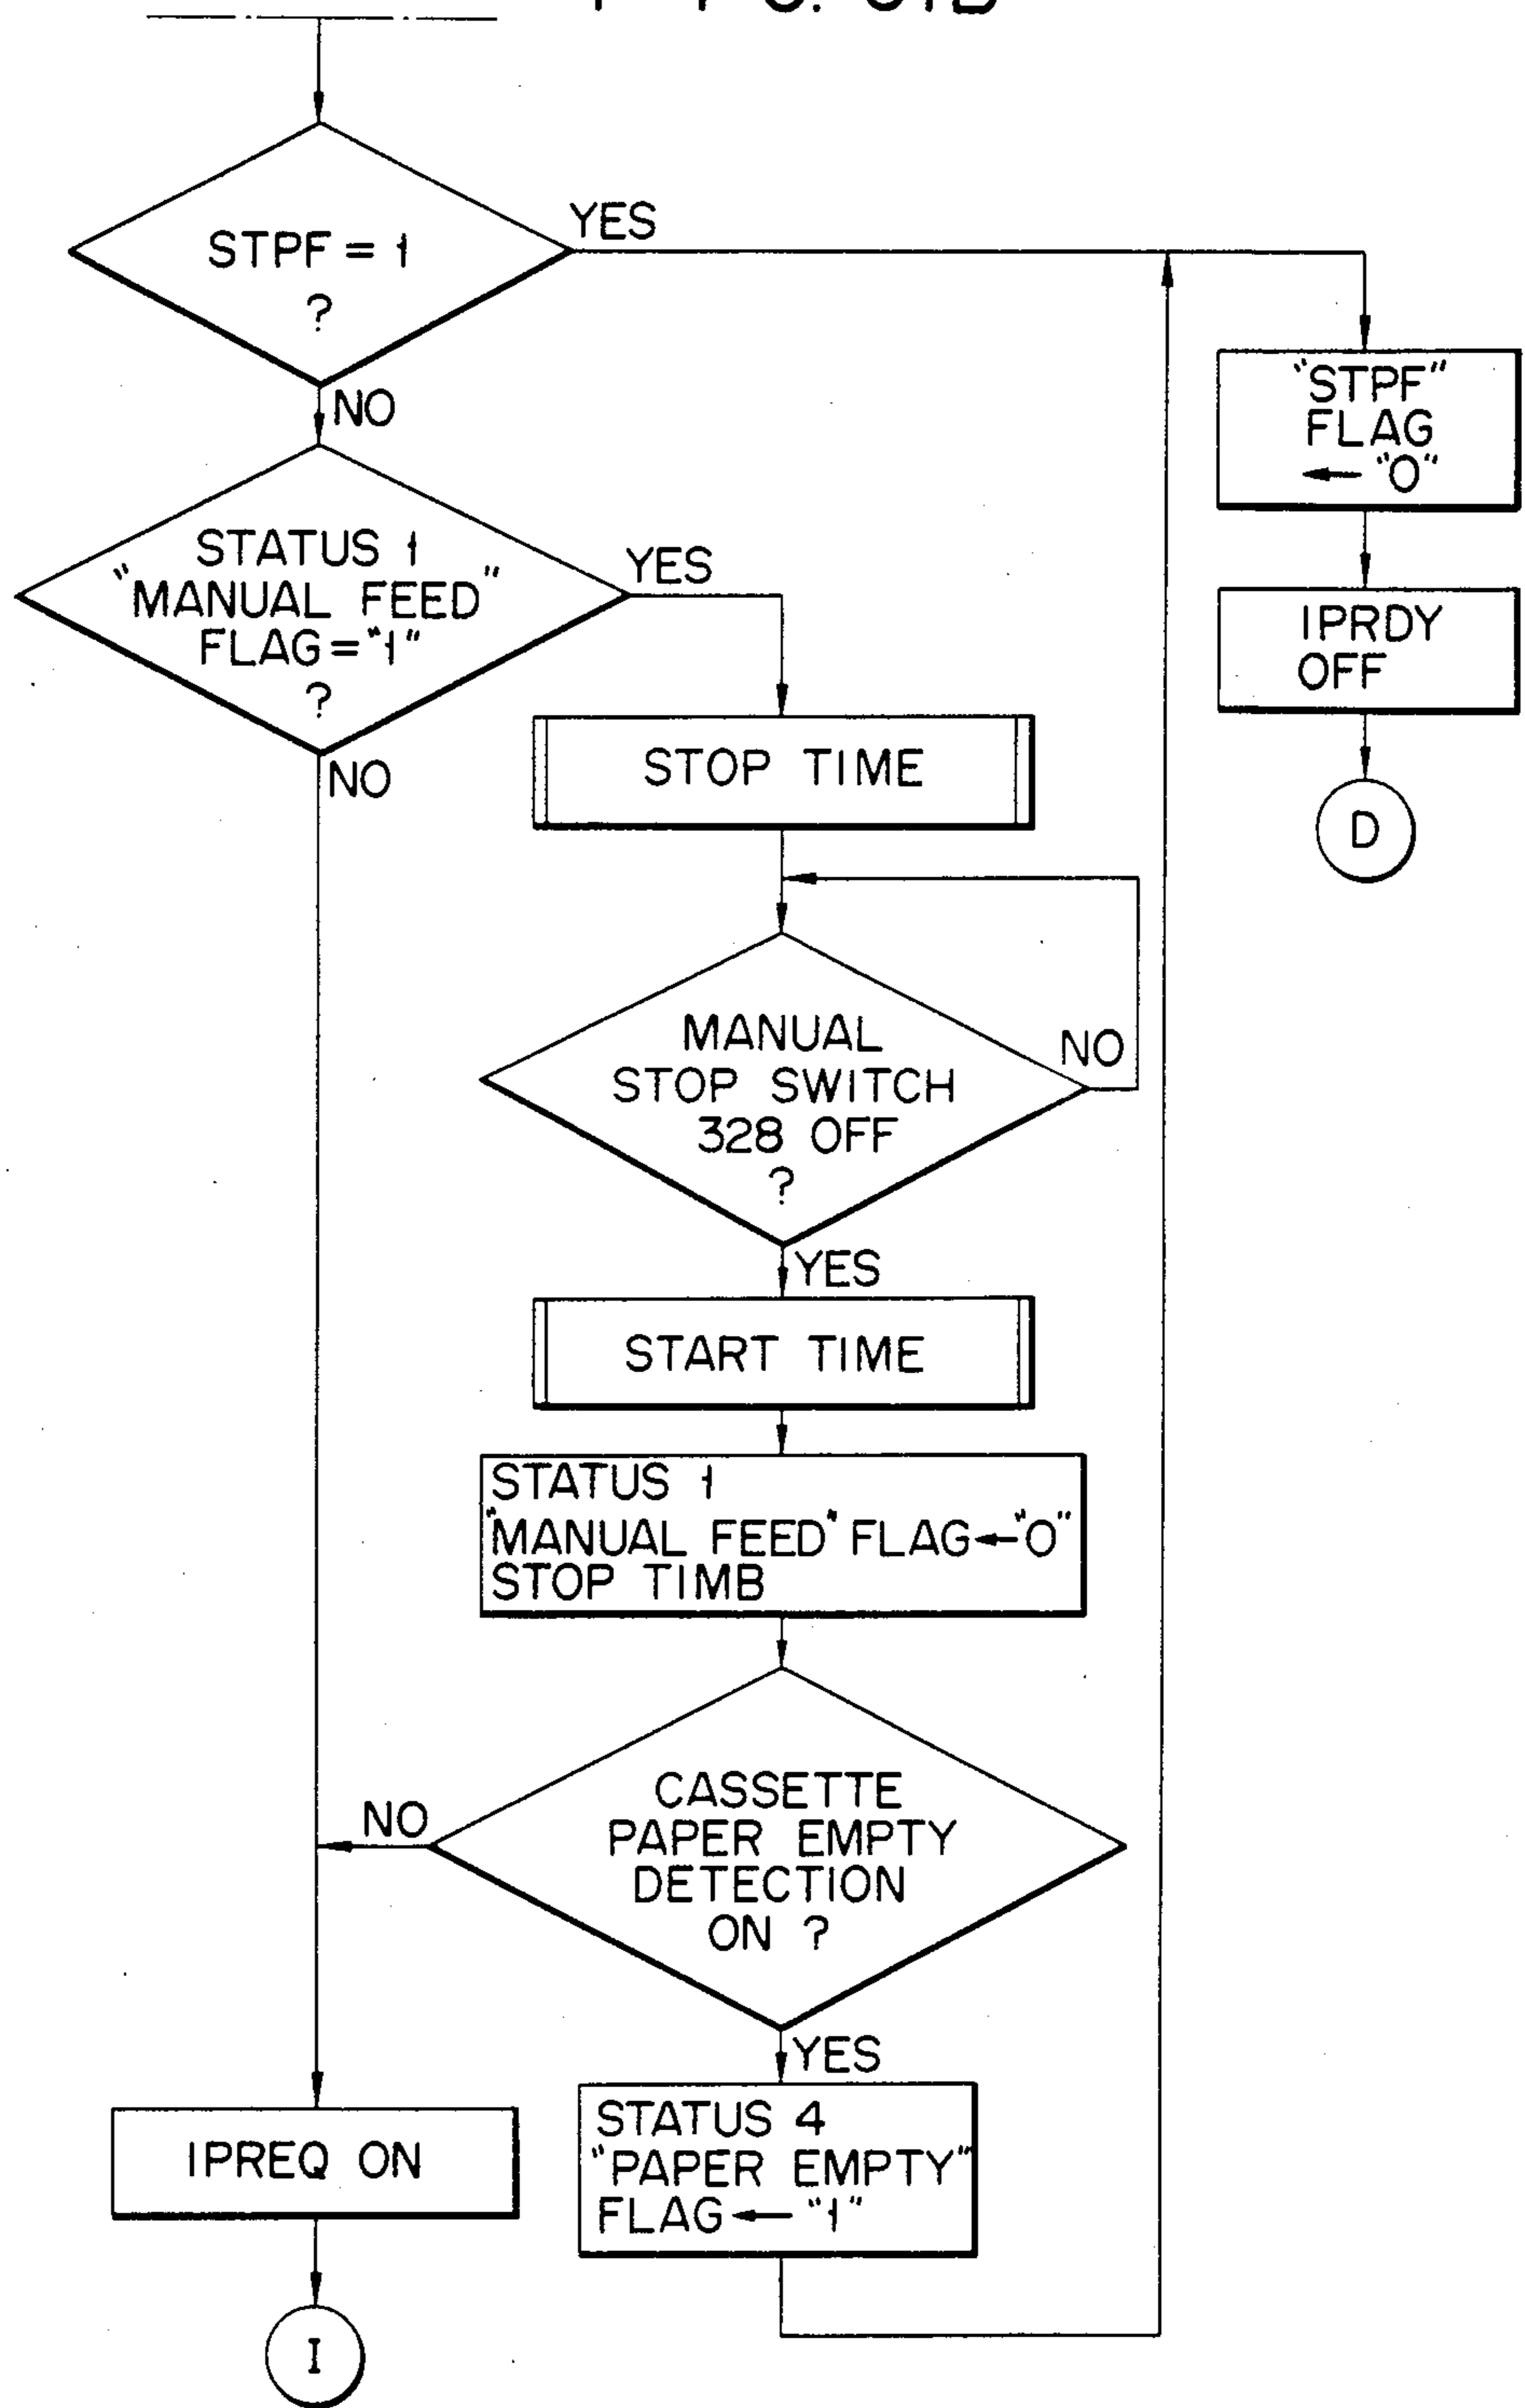 STPF = 1
?
YES
NO
"STPF"
FLAG
← "0"
STATUS 1
"MANUAL FEED"
FLAG = "1"
?
YES
NO
IPRDY
OFF
D
STOP TIME
MANUAL
STOP SWITCH
328 OFF
?
NO
YES
START TIME
STATUS 1
"MANUAL FEED" FLAG ← "0"
STOP TIMB
CASSETTE
PAPER EMPTY
DETECTION
ON ?
NO
YES
IPREQ ON
STATUS 4
"PAPER EMPTY"
FLAG ← "1"
I